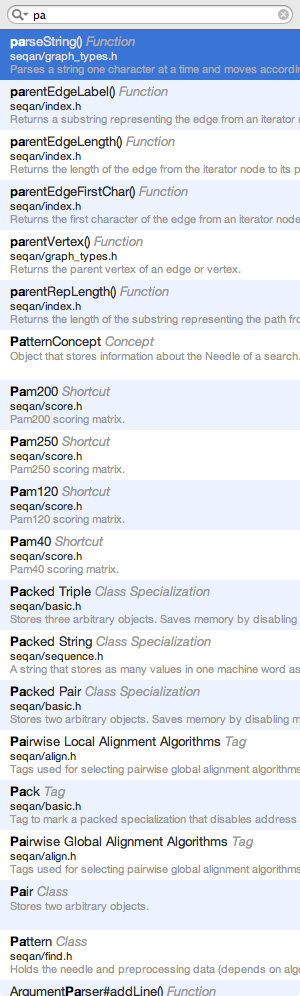 pa
parseString() Function
seqan/graph_types.h
Parses a string one character at a time and moves accordin
parentEdgeLabel() Function
seqan/index.h
Returns a substring representing the edge from an iterator
parentEdgeLength() Function
seqan/index.h
Returns the length of the edge from the iterator node to its p
parentEdgeFirstChar() Function
seqan/index.h
Returns the first character of the edge from an iterator node
parentVertex() Function
seqan/graph_types.h
Returns the parent vertex of an edge or vertex.
parentRepLength() Function
seqan/index.h
Returns the length of the substring representing the path fro
PatternConcept Concept
Object that stores information about the Needle of a search.
Pam200 Shortcut
seqan/score.h
Pam200 scoring matrix.
Pam250 Shortcut
seqan/score.h
Pam250 scoring matrix.
Pam120 Shortcut
seqan/score.h
Pam120 scoring matrix.
Pam40 Shortcut
seqan/score.h
Pam40 scoring matrix.
Packed Triple Class Specialization
seqan/basic.h
Stores three arbitrary objects. Saves memory by disabling
Packed String Class Specialization
seqan/sequence.h
A string that stores as many values in one machine word as
Packed Pair Class Specialization
seqan/basic.h
Stores two arbitrary objects. Saves memory by disabling m
Pairwise Local Alignment Algorithms Tag
seqan/align.h
Tags used for selecting pairwise global alignment algorithms
Pack Tag
seqan/basic.h
Tag to mark a packed specialization that disables address
Pairwise Global Alignment Algorithms Tag
seqan/align.h
Tags used for selecting pairwise global alignment algorithms
Pair Class
Stores two arbitrary objects.
Pattern Class
seqan/find.h
Holds the needle and preprocessing data (depends on algo
ArgumentParser#addLine() Function